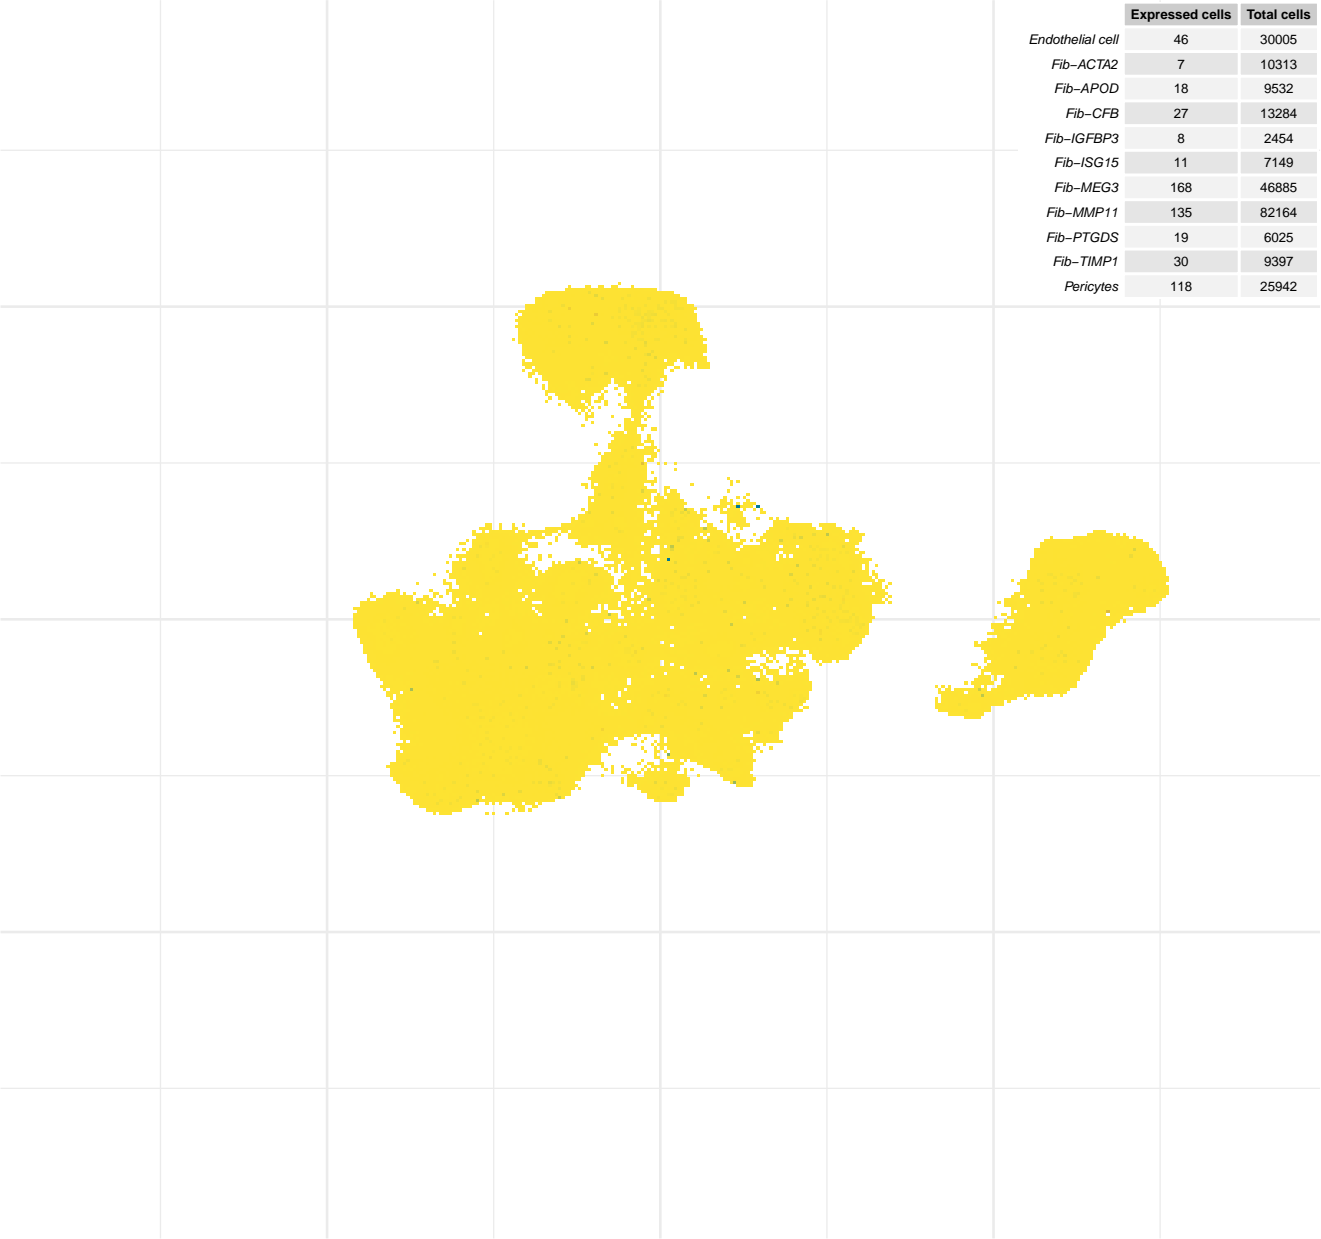 Expressed cells Total cells
Endothelial cell 46 30005
Fib−ACTA2 7 10313
Fib−APOD 18 9532
Fib−CFB 27 13284
Fib−IGFBP3 8 2454
Fib−ISG15 11 7149
Fib−MEG3 168 46885
Fib−MMP11 135 82164
Fib−PTGDS 19 6025
Fib−TIMP1 30 9397
Pericytes 118 25942